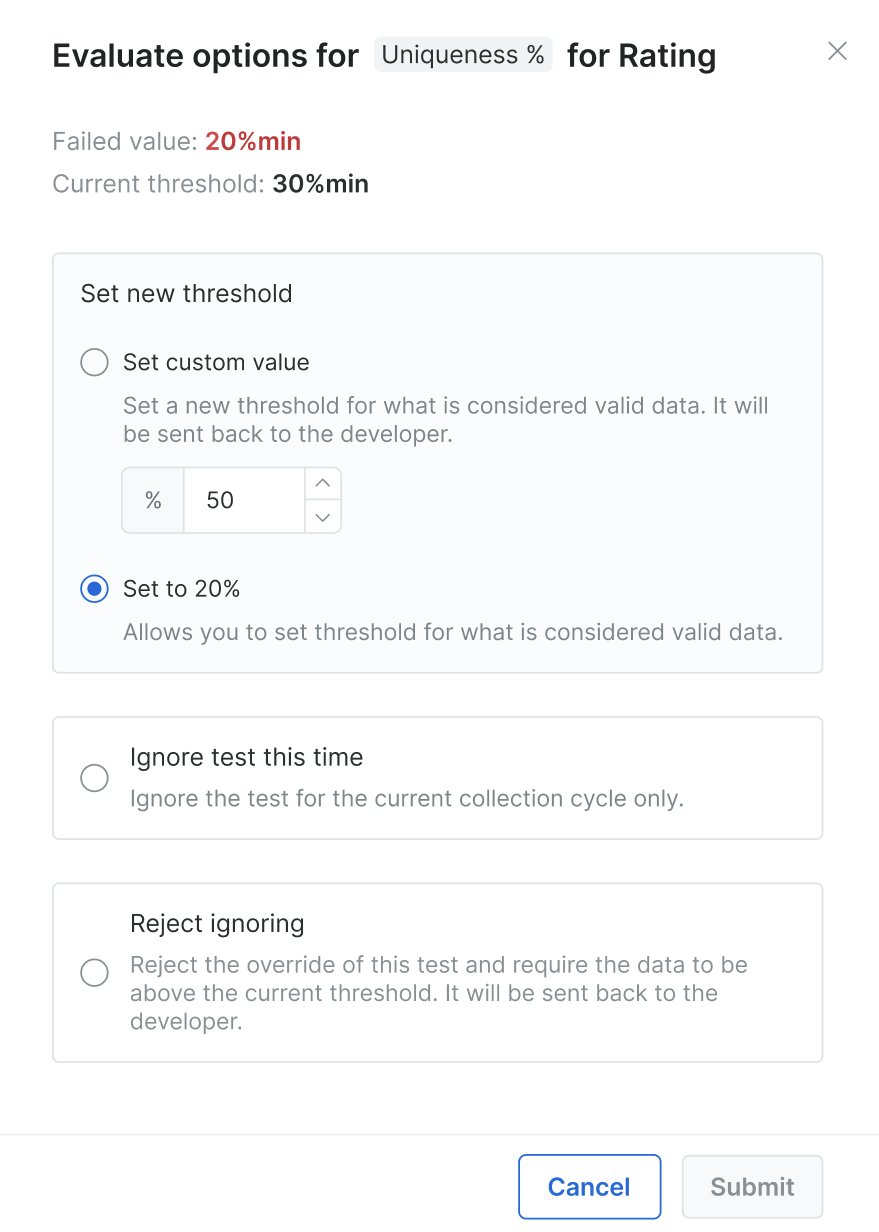 Evaluate options for Uniqueness % for Rating
Failed value: 20%min
Current threshold: 30%min
Set new threshold
Set custom value
Set a new threshold for what is considered valid data. It will
be sent back to the developer.
% 50
Set to 20%
Allows you to set threshold for what is considered valid data.
Ignore test this time
Ignore the test for the current collection cycle only.
Reject ignoring
Reject the override of this test and require the data to be
above the current threshold. It will be sent back to the
developer.
Cancel Submit